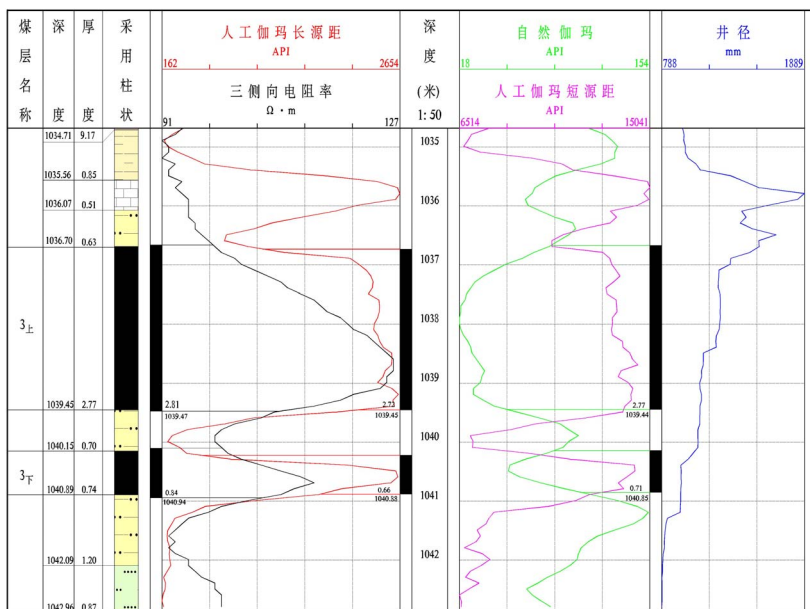 煤层名称 深度 厚度 采用柱状
人工伽玛长源距
API
162 2654
三侧向电阻率
Ω·m
91 127
深度
(米)
1:50
自然伽玛
API
18 154
人工伽玛短源距
API
6514 15041
井径
mm
788 1889
1034.71 9.17
1035
1035.56 0.85
1036.07 0.51
1036
1036.70 0.63
1037
3上
1038
1039
1039.45 2.77
2.81 2.72
1039.47 1039.45
2.77
1039.44
1040
1040.15 0.70
3下
1040.89 0.74
0.84 0.66
1040.94 1040.88
0.71
1040.85
1041
1042
1042.09 1.20
1042.96 0.87